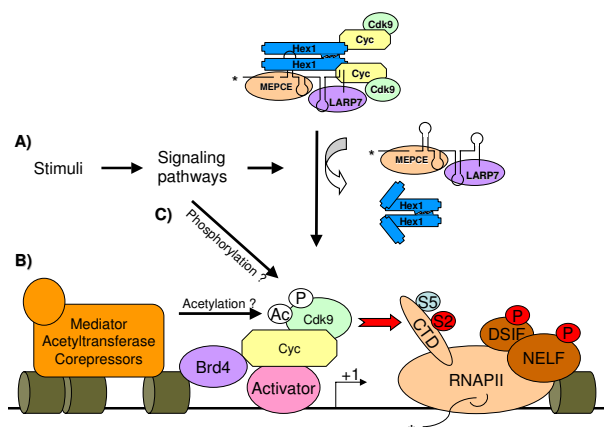 Cdk9
Cyc
Hex1
Hex1
Cyc
*
MEPCE
Cdk9
LARP7
A)
Stimuli
Signaling
pathways
*
MEPCE
LARP7
Hex1
Hex1
C)
Phosphorylation ?
B)
Mediator
Acetyltransferase
Corepressors
Acetylation ?
P
Ac
Cdk9
Cyc
Brd4
Activator
+1
S5
S2
CTD
P
DSIF
P
NELF
RNAPII
*